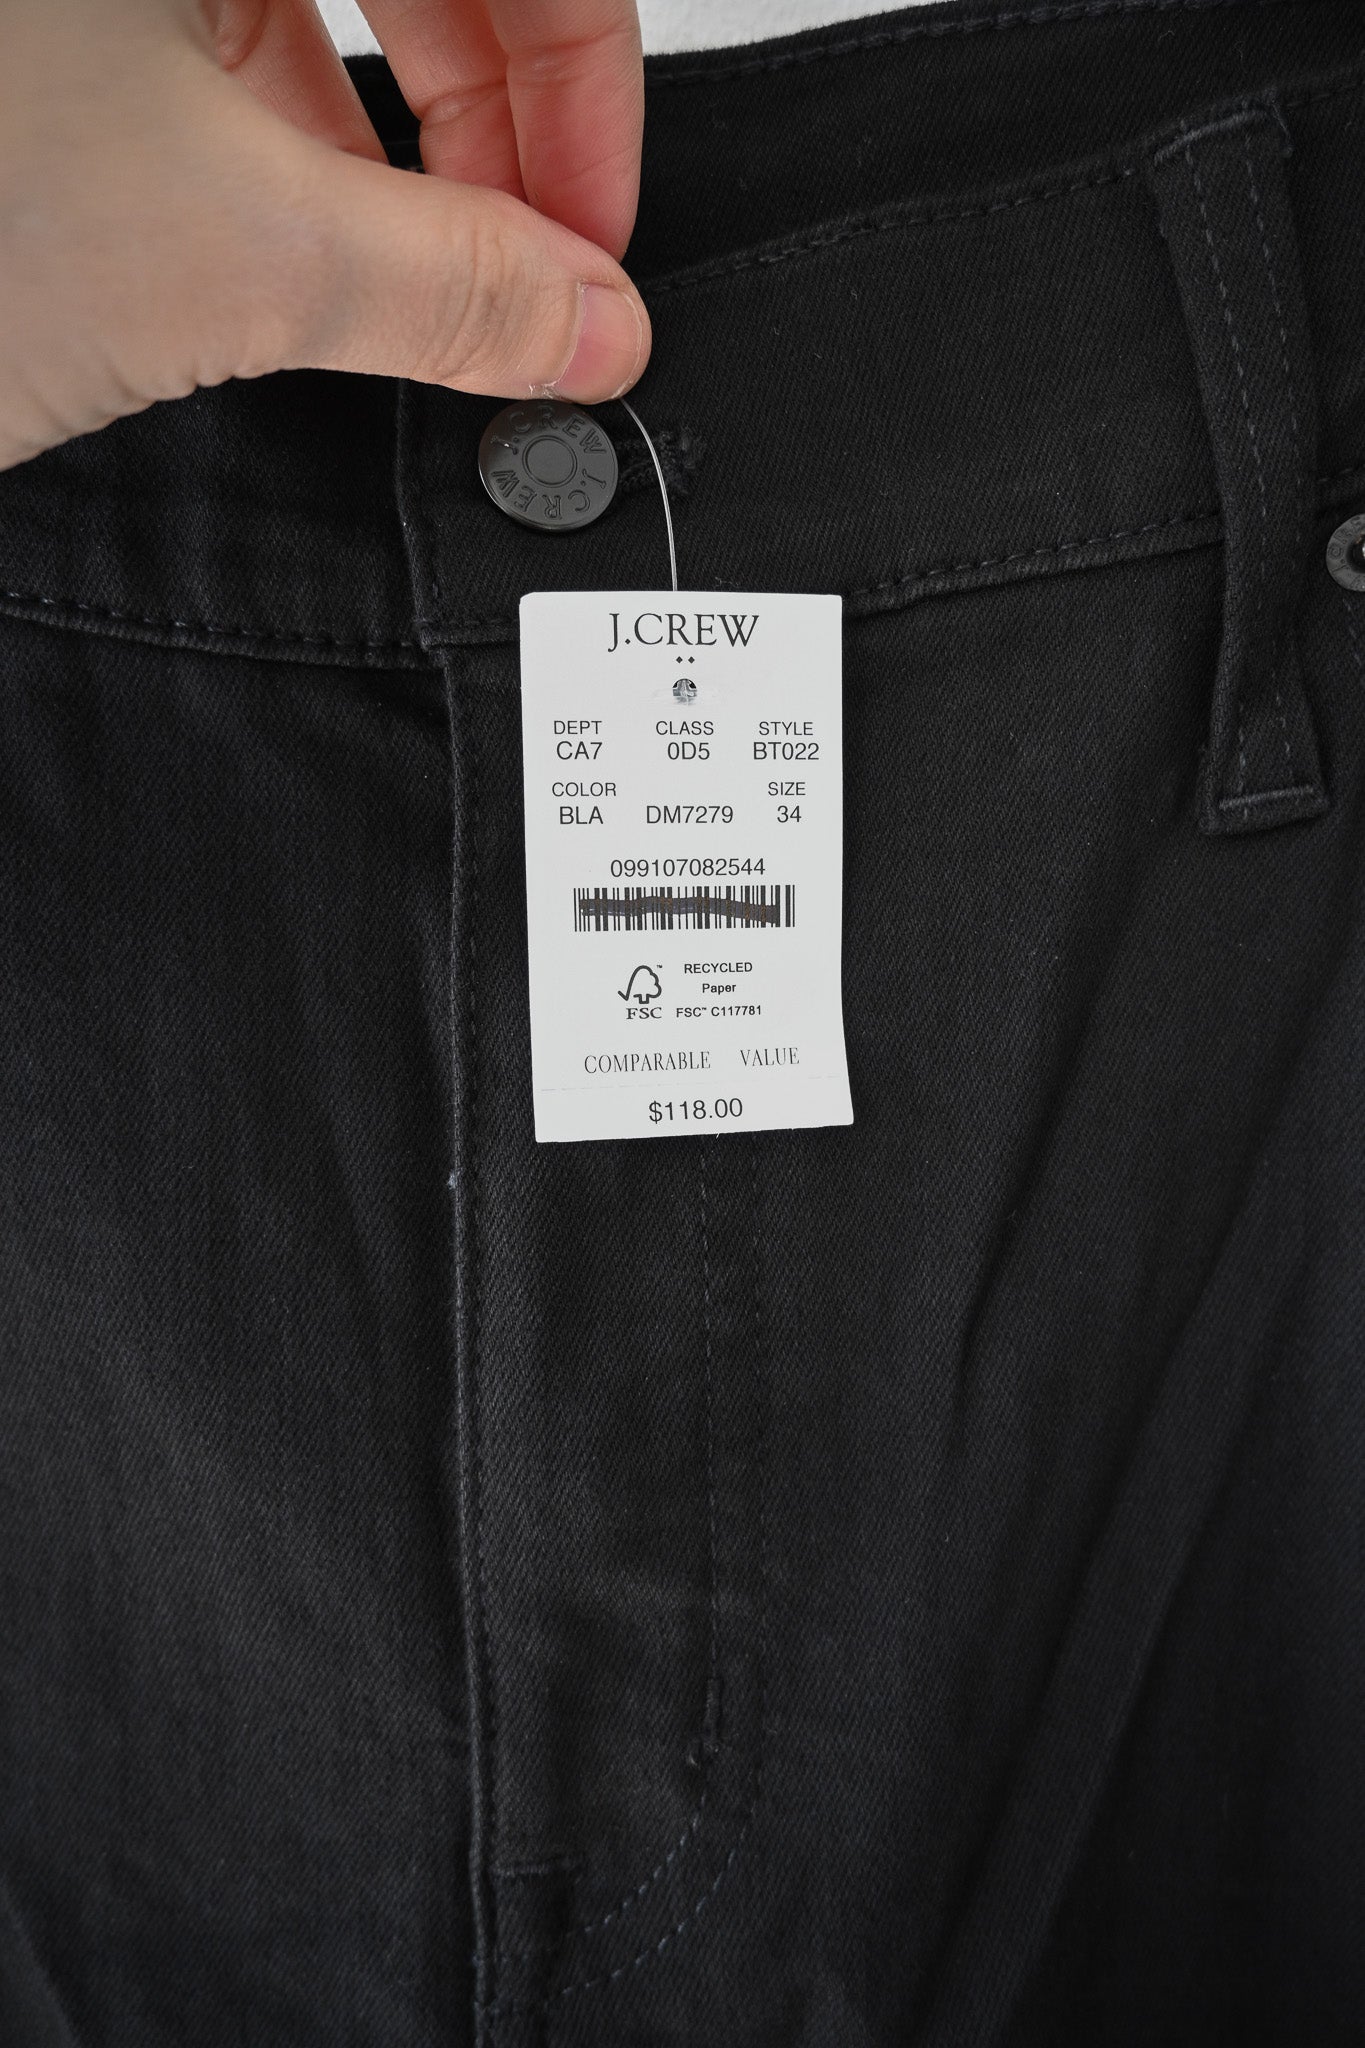 J.CREW J.CREW
J.CREW
DEPT CLASS STYLE
CA7 0D5 BT022
COLOR SIZE
BLA DM7279 34
099107082544
RECYCLED
Paper
FSC™ C117781
FSC
COMPARABLE VALUE
$118.00